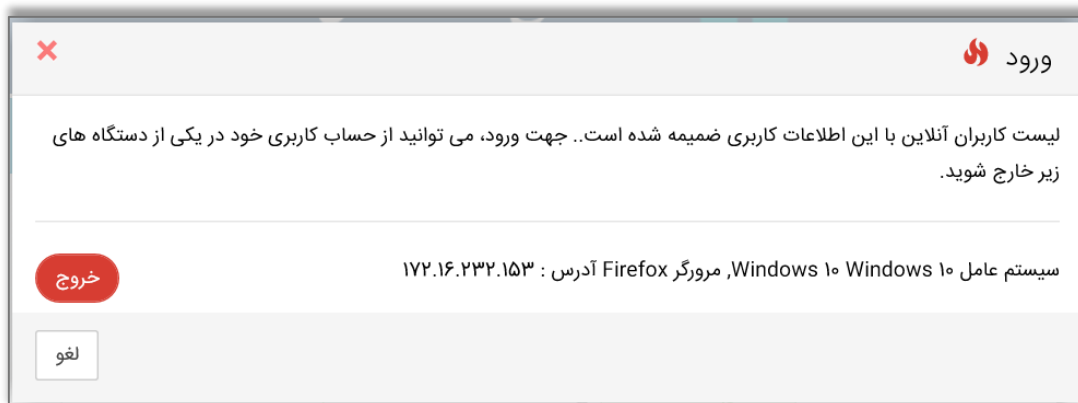 ورود
لیست کاربران آنلاین با این اطلاعات کاربری ضمیمه شده است.. جهت ورود، می توانید از حساب کاربری خود در یکی از دستگاه های
زیر خارج شوید.
سیستم عامل Windows ۱۰ Windows ۱۰, مرورگر Firefox آدرس : ۱۷۲.۱۶.۲۳۲.۱۵۳
خروج
لغو